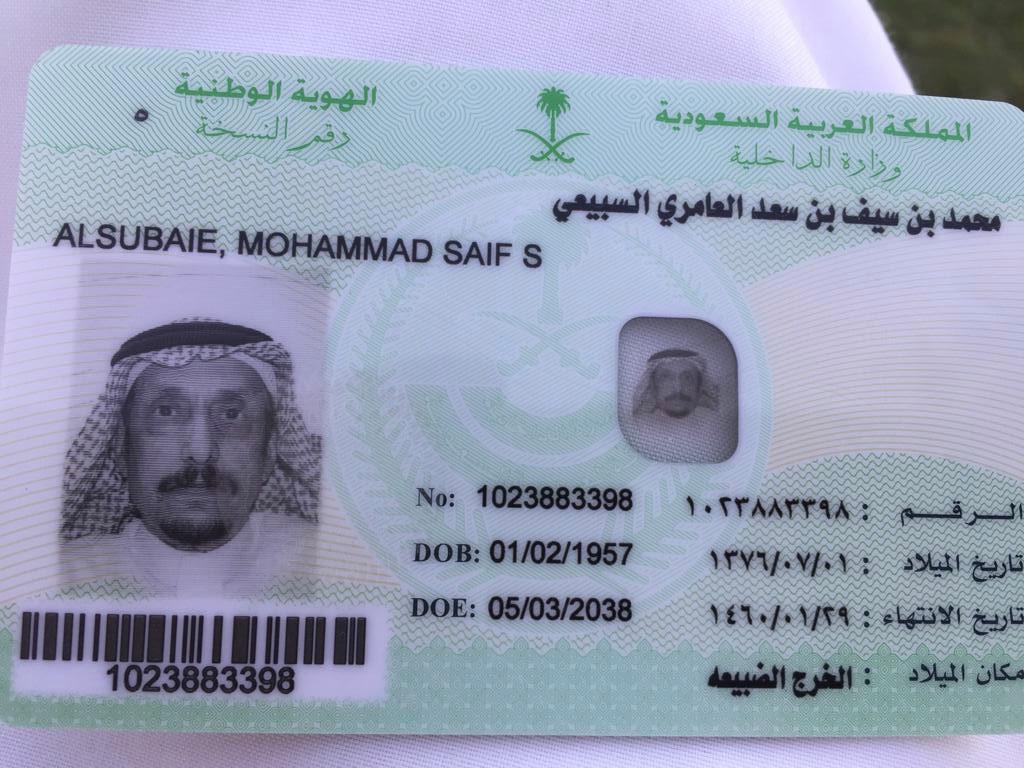 المملكة العربية السعودية
وزارة الداخلية
الهوية الوطنية
رقم النسخة ٥
محمد بن سيف بن سعد العامري السبيعي
ALSUBAIE, MOHAMMAD SAIF S
الرقم : ١٠٢٣٨٨٣٣٩٨
No: 1023883398
تاريخ الميلاد : ١٣٧٦/٠٧/٠١
DOB: 01/02/1957
تاريخ الانتهاء : ١٤٦٠/٠١/٢٩
DOE: 05/03/2038
مكان الميلاد : الخرج الضبيعه
1023883398